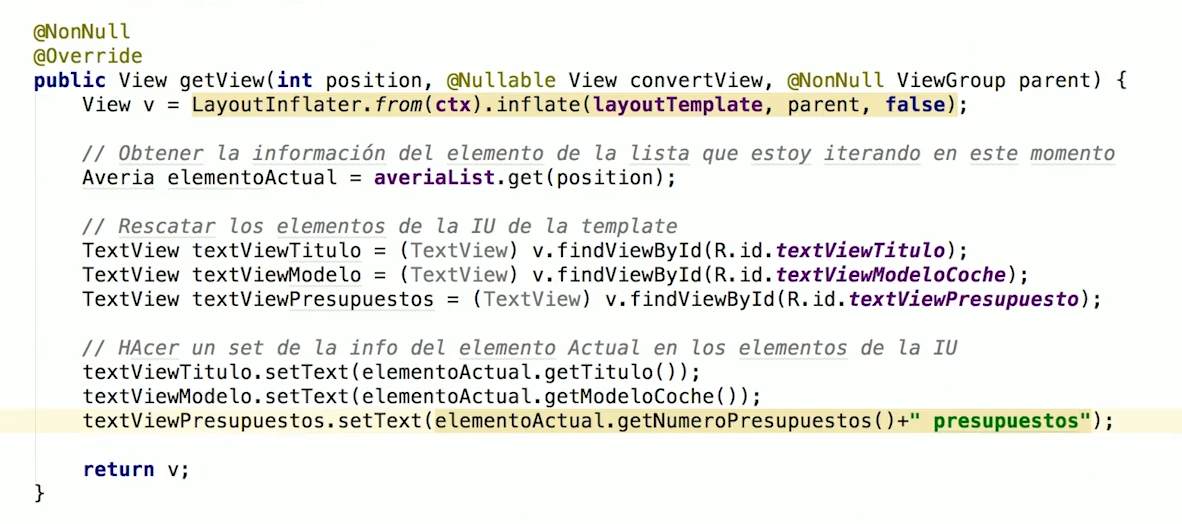 @NonNull
@Override
public View getView(int position, @Nullable View convertView, @NonNull ViewGroup parent) {
View v = LayoutInflater.from(ctx).inflate(layoutTemplate, parent, false);
// Obtener la información del elemento de la lista que estoy iterando en este momento
Averia elementoActual = averiaList.get(position);
// Rescatar los elementos de la IU de la template
TextView textViewTitulo = (TextView) v.findViewById(R.id.textViewTitulo);
TextView textViewModelo = (TextView) v.findViewById(R.id.textViewModeloCoche);
TextView textViewPresupuestos = (TextView) v.findViewById(R.id.textViewPresupuesto);
// HAcer un set de la info del elemento Actual en los elementos de la IU
textViewTitulo.setText(elementoActual.getTitulo());
textViewModelo.setText(elementoActual.getModeloCoche());
textViewPresupuestos.setText(elementoActual.getNumeroPresupuestos()+" presupuestos");
return v;
}